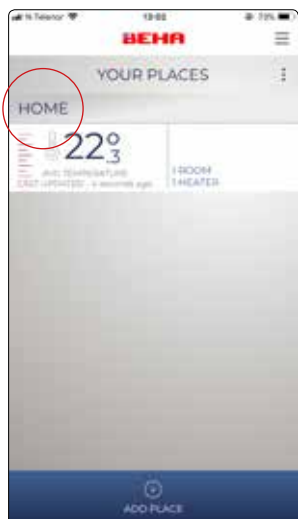 N Telenor 13:02 73%
BEHA
YOUR PLACES
HOME
22°3
AVG TEMPERATURE
LAST UPDATED: 4 seconds ago
1 ROOM
1 HEATER
ADD PLACE